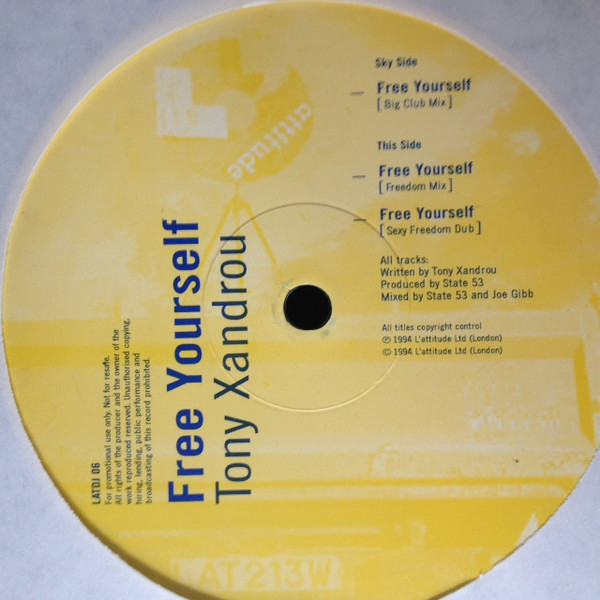 L
attitude
Sky Side
Free Yourself
[ Big Club Mix ]
This Side
Free Yourself
[ Freedom Mix ]
Free Yourself
[ Sexy Freedom Dub ]
All tracks:
Written by Tony Xandrou
Produced by State 53
Mixed by State 53 and Joe Gibb
All titles copyright control
℗ 1994 L'attitude Ltd (London)
© 1994 L'attitude Ltd (London)
Free Yourself
Tony Xandrou
LATDJ 06
For promotional use only. Not for resale.
All rights of the producer and the owner of the
work reproduced reserved. Unauthorised copying,
hiring, lending, public performance and
broadcasting of this record prohibited.
LAT213W